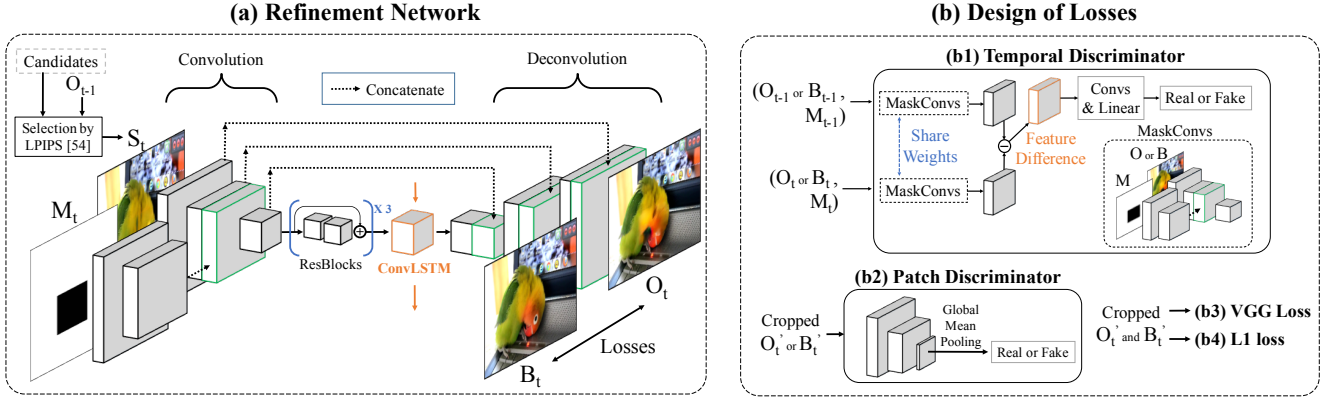 (a) Refinement Network
Candidates
O_{t-1}
Selection by
LPIPS [54]
S_t
M_t
Convolution
Concatenate
Deconvolution
ResBlocks
X 3
ConvLSTM
O_t
Losses
B_t
(b) Design of Losses
(b1) Temporal Discriminator
(O_{t-1} or B_{t-1} ,
M_{t-1})
MaskConvs
Share
Weights
(O_t or B_t ,
M_t)
MaskConvs
Feature
Difference
Convs
& Linear
Real or Fake
MaskConvs
O or B
M
(b2) Patch Discriminator
Cropped
O_t' or B_t'
Global
Mean
Pooling
Real or Fake
Cropped
O_t' and B_t'
(b3) VGG Loss
(b4) L1 loss